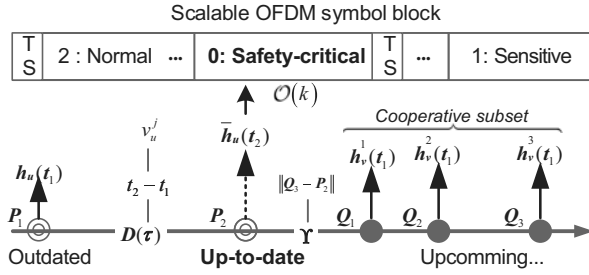 Scalable OFDM symbol block
TS 2 : Normal ... 0: Safety-critical TS ... 1: Sensitive
𝒪(k)
Cooperative subset
v_u^j
h̄_u(t_2)
h_v^1(t_1) h_v^2(t_1) h_v^3(t_1)
h_u(t_1)
t_2 − t_1
‖Q_3 − P_2‖
P_1 P_2 Q_1 Q_2 Q_3
D(τ) ϒ
Outdated Up-to-date Upcomming...